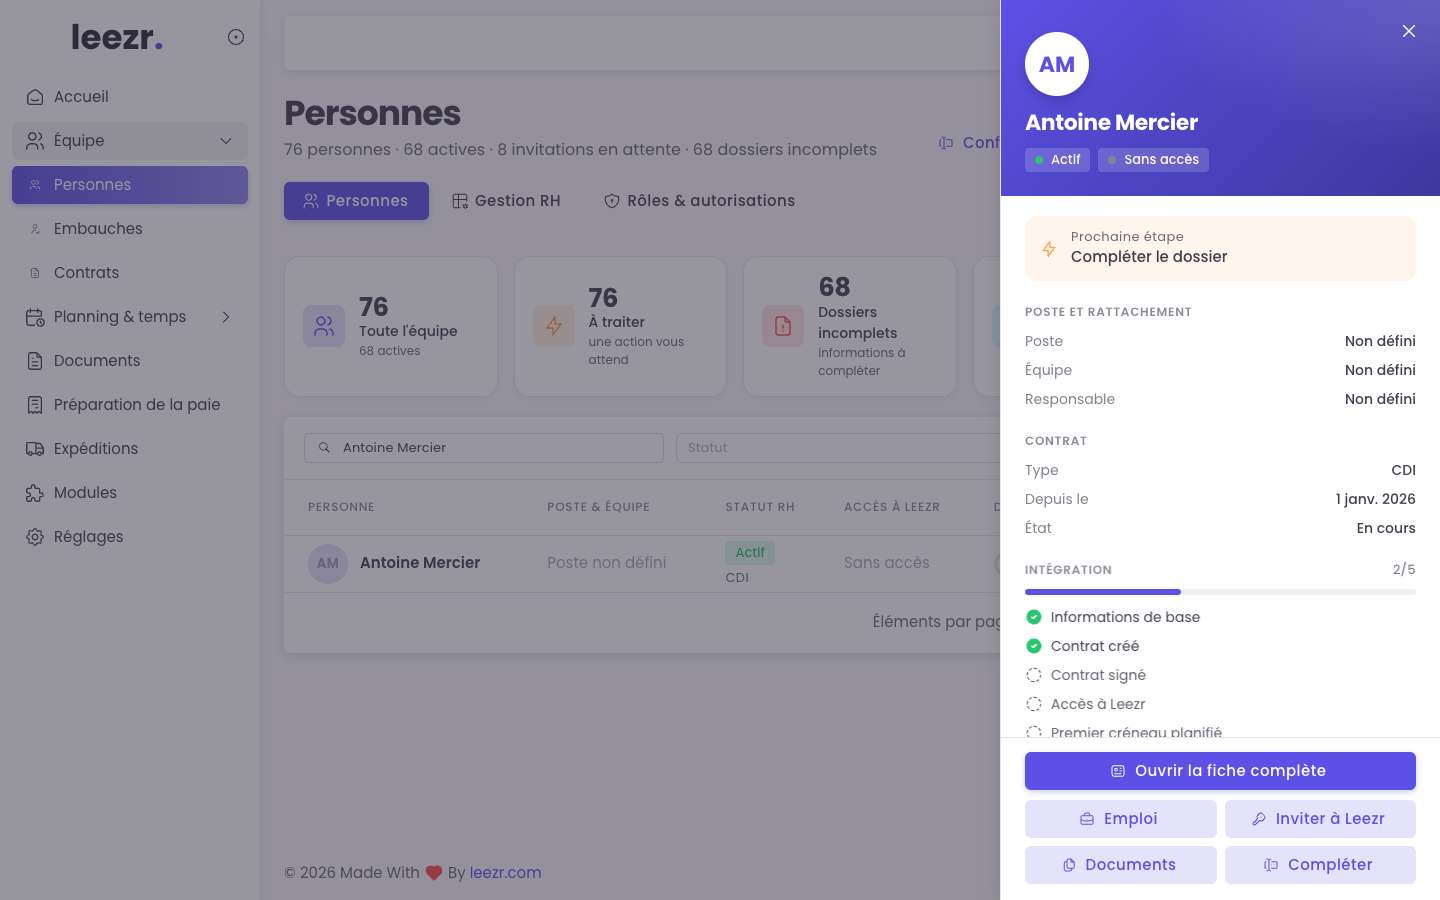 leezr.
Accueil
Équipe
Personnes
Embauches
Contrats
Planning & temps
Documents
Préparation de la paie
Expéditions
Modules
Réglages
Personnes
76 personnes · 68 actives · 8 invitations en attente · 68 dossiers incomplets
Conf
Personnes
Gestion RH
Rôles & autorisations
76
Toute l'équipe
68 actives
76
À traiter
une action vous
attend
68
Dossiers
incomplets
Informations à
compléter
Antoine Mercier
Statut
PERSONNE
POSTE & ÉQUIPE
STATUT RH
ACCÈS À LEEZR
D
AM
Antoine Mercier
Poste non défini
Actif
CDI
Sans accès
Éléments par pag
© 2026 Made With By leezr.com
AM
Antoine Mercier
Actif
Sans accès
Prochaine étape
Compléter le dossier
POSTE ET RATTACHEMENT
Poste Non défini
Équipe Non défini
Responsable Non défini
CONTRAT
Type CDI
Depuis le 1 janv. 2026
État En cours
INTÉGRATION 2/5
Informations de base
Contrat créé
Contrat signé
Accès à Leezr
Premier créneau planifié
Ouvrir la fiche complète
Emploi
Inviter à Leezr
Documents
Compléter